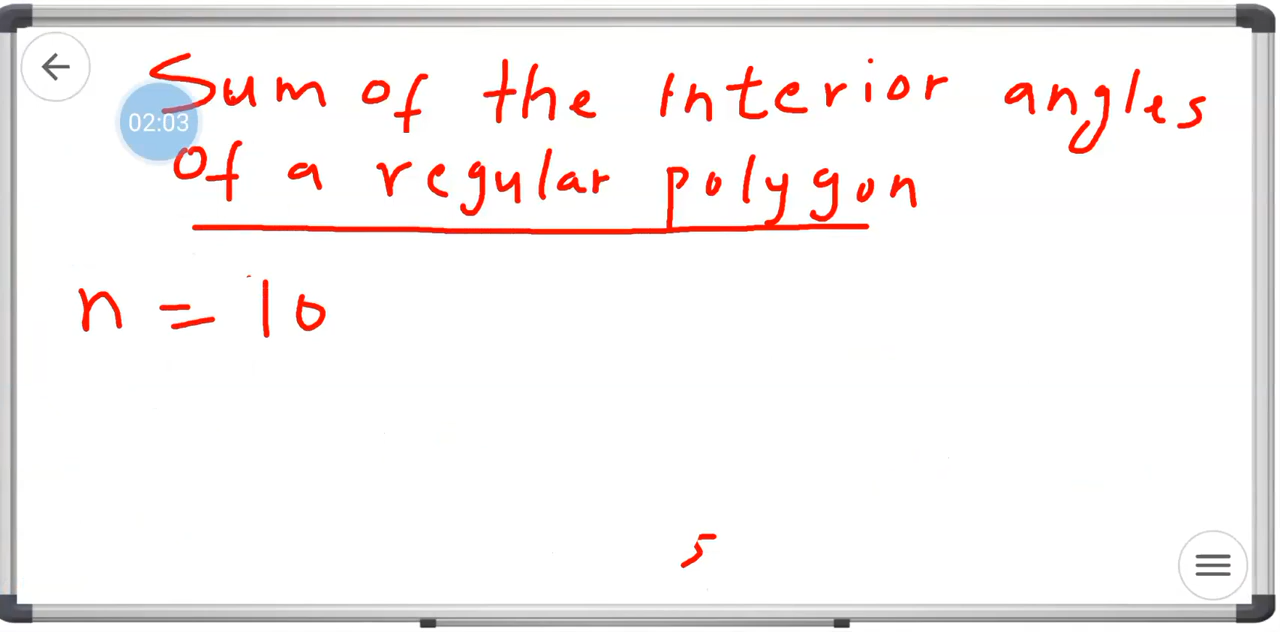 Sum of the interior angles
02:03
of a regular polygon
n = 10
5